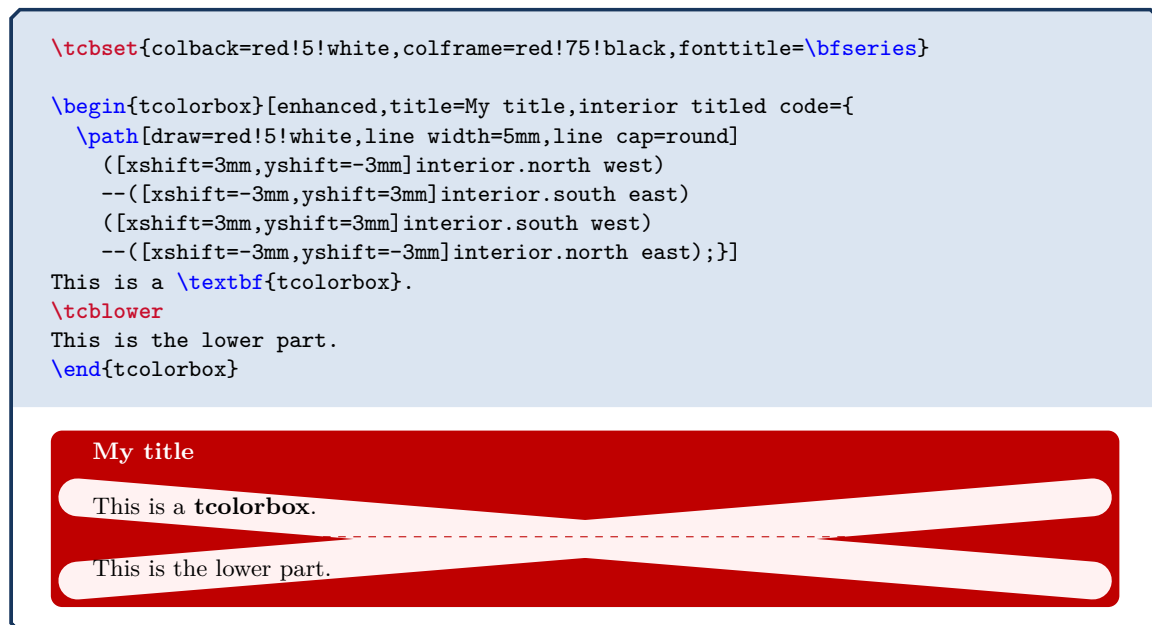 \tcbset{colback=red!5!white,colframe=red!75!black,fonttitle=\bfseries}
\begin{tcolorbox}[enhanced,title=My title,interior titled code={
\path[draw=red!5!white,line width=5mm,line cap=round]
([xshift=3mm,yshift=-3mm]interior.north west)
--([xshift=-3mm,yshift=3mm]interior.south east)
([xshift=3mm,yshift=3mm]interior.south west)
--([xshift=-3mm,yshift=-3mm]interior.north east);}]
This is a \textbf{tcolorbox}.
\tcblower
This is the lower part.
\end{tcolorbox}
My title
This is a tcolorbox.
This is the lower part.